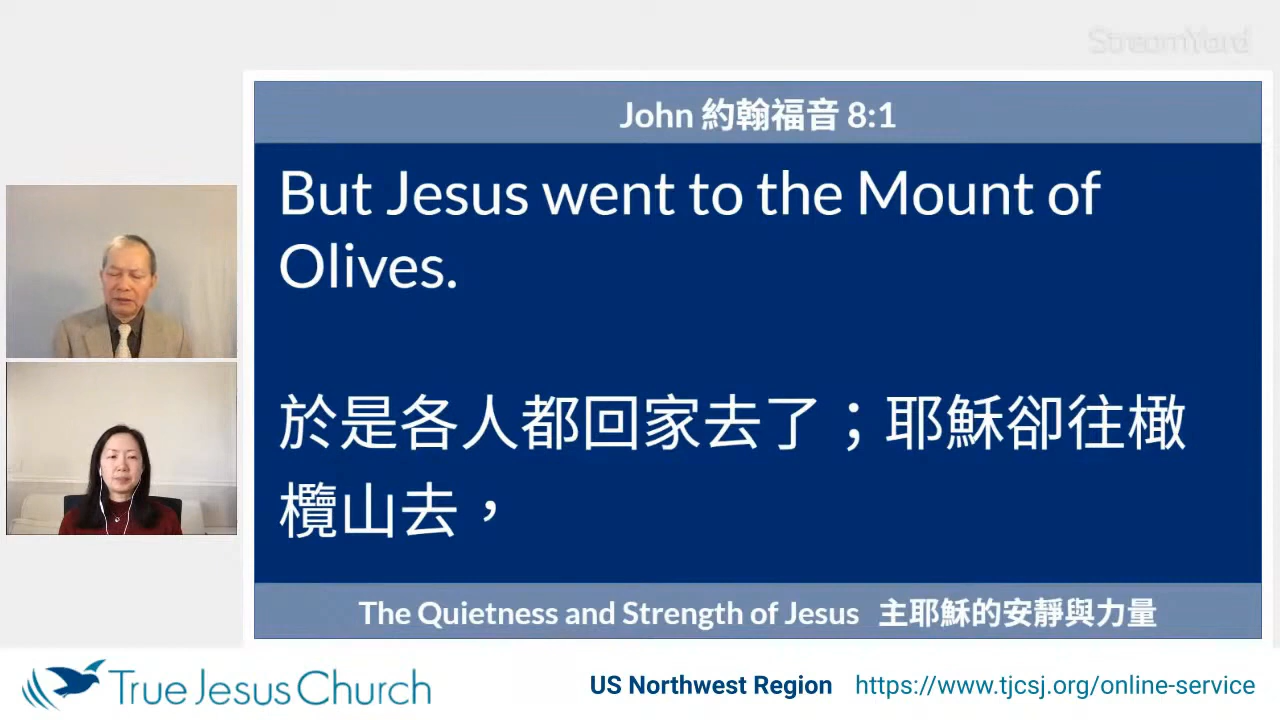 StreamYard
John 約翰福音 8:1
But Jesus went to the Mount of
Olives.
於是各人都回家去了；耶穌卻往橄
欖山去，
The Quietness and Strength of Jesus 主耶穌的安靜與力量
True Jesus Church
US Northwest Region https://www.tjcsj.org/online-service